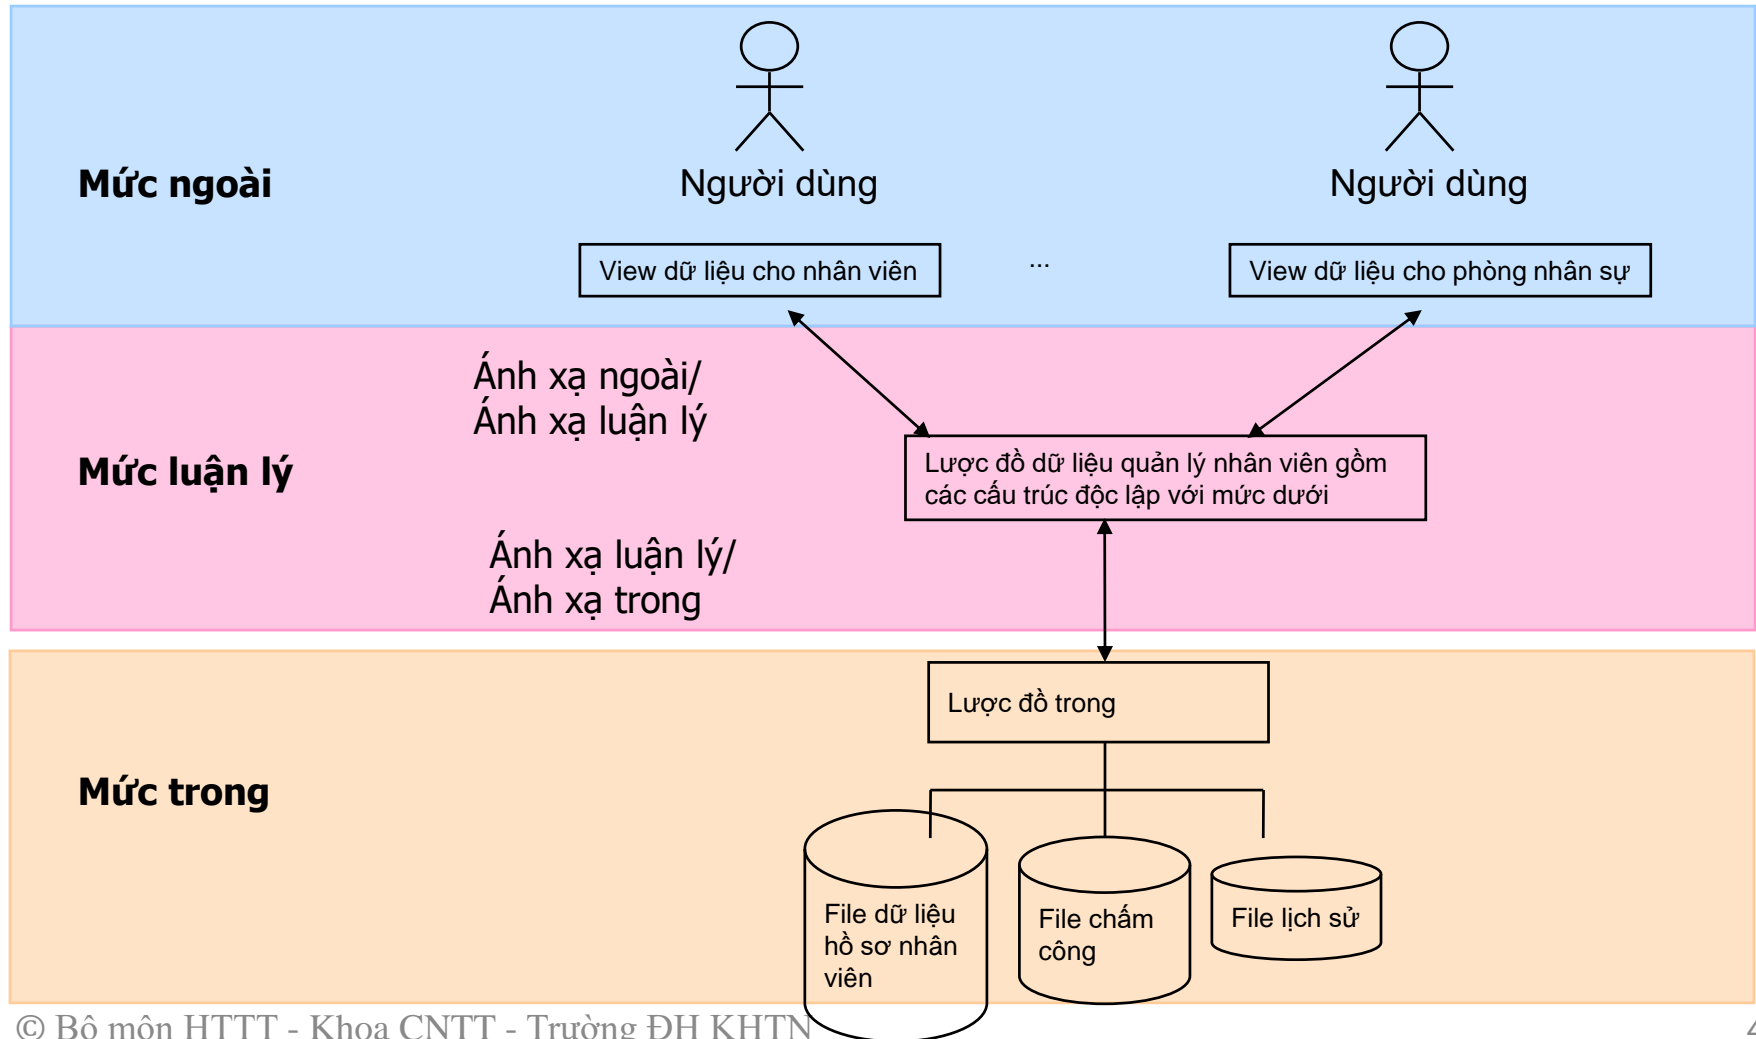 Mức ngoài
Người dùng
Người dùng
View dữ liệu cho nhân viên
...
View dữ liệu cho phòng nhân sự
Ánh xạ ngoài/
Ánh xạ luận lý
Mức luận lý
Lược đồ dữ liệu quản lý nhân viên gồm
các cấu trúc độc lập với mức dưới
Ánh xạ luận lý/
Ánh xạ trong
Lược đồ trong
Mức trong
File dữ liệu
hồ sơ nhân
viên
File chấm
công
File lịch sử
© Bộ môn HTTT - Khoa CNTT - Trường ĐH KHTN